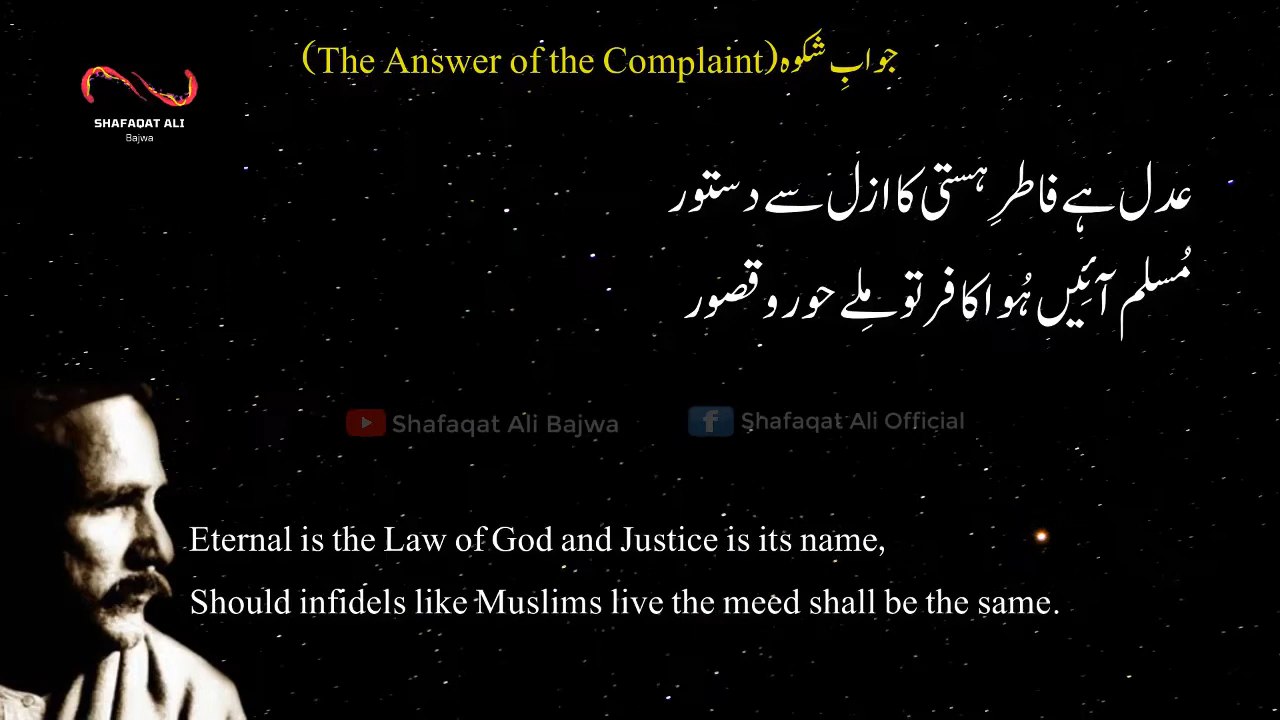 (The Answer of the Complaint)جوابِ شکوہ
SHAFAQAT ALI
Bajwa
عدل ہے فاطرِ ہستی کا ازل سے دستور
مُسلم آئیں ہُوا کافر تو مِلے حور و قصور
Shafaqat Ali Bajwa
Shafaqat Ali Official
Eternal is the Law of God and Justice is its name,
Should infidels like Muslims live the meed shall be the same.